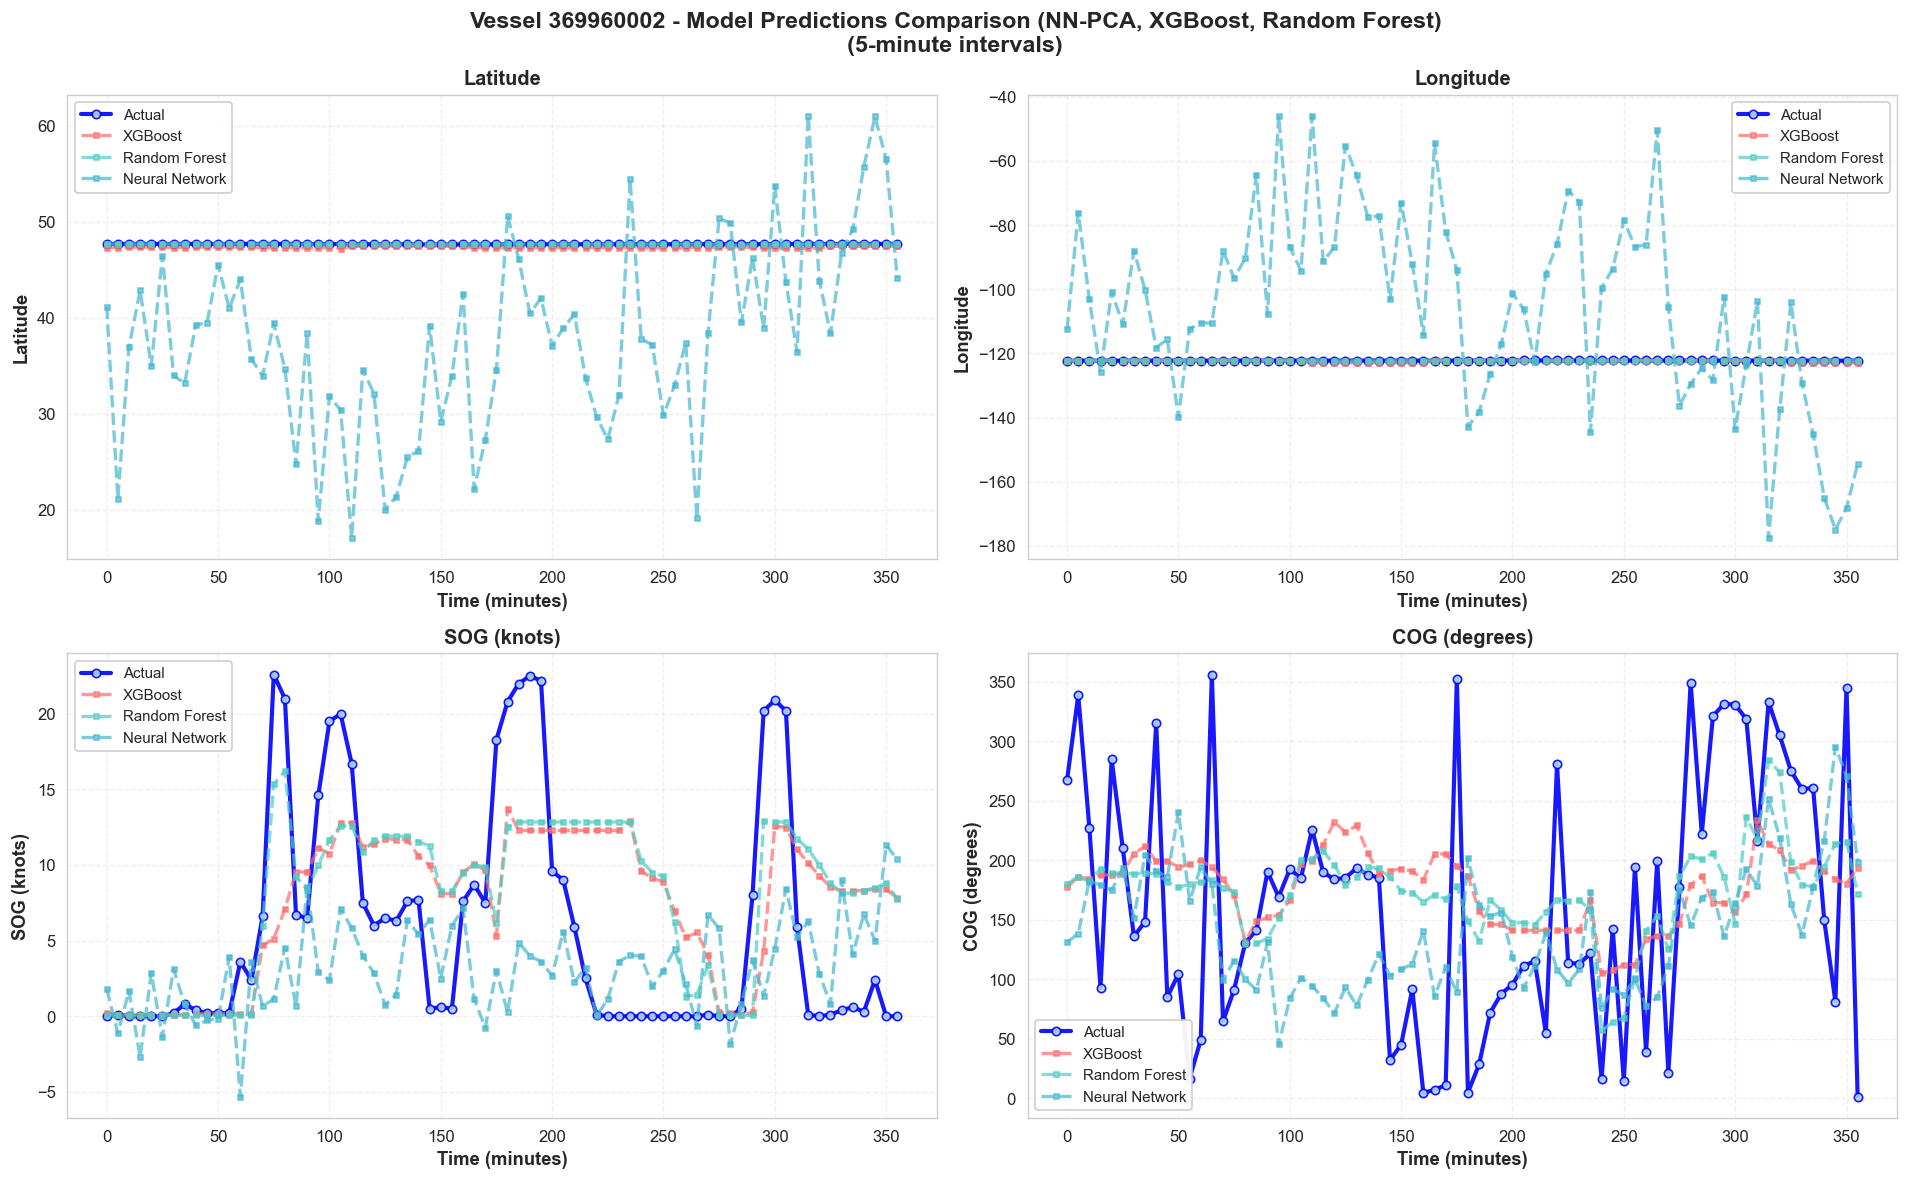 Vessel 369960002 - Model Predictions Comparison (NN-PCA, XGBoost, Random Forest)
(5-minute intervals)
Latitude
Actual
XGBoost
Random Forest
Neural Network
60
50
40
30
20
Latitude
0 50 100 150 200 250 300 350
Time (minutes)
Longitude
Actual
XGBoost
Random Forest
Neural Network
−40
−60
−80
−100
−120
−140
−160
−180
Longitude
0 50 100 150 200 250 300 350
Time (minutes)
SOG (knots)
Actual
XGBoost
Random Forest
Neural Network
20
15
10
5
0
−5
SOG (knots)
0 50 100 150 200 250 300 350
Time (minutes)
COG (degrees)
350
300
250
200
150
100
50
0
COG (degrees)
Actual
XGBoost
Random Forest
Neural Network
0 50 100 150 200 250 300 350
Time (minutes)